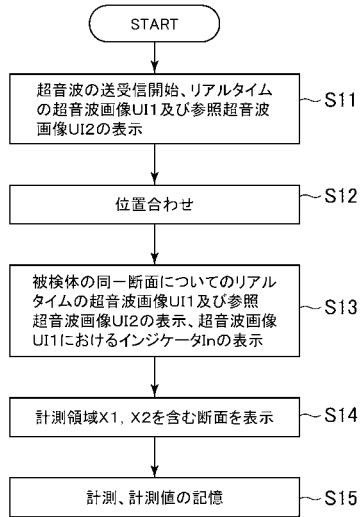 START
超音波の送受信開始、リアルタイム
の超音波画像UI1及び参照超音波
画像UI2の表示
S11
位置合わせ
S12
被検体の同一断面についてのリアル
タイムの超音波画像UI1及び参照
超音波画像UI2の表示、超音波画像
UI1におけるインジケータInの表示
S13
計測領域X1, X2を含む断面を表示
S14
計測、計測値の記憶
S15